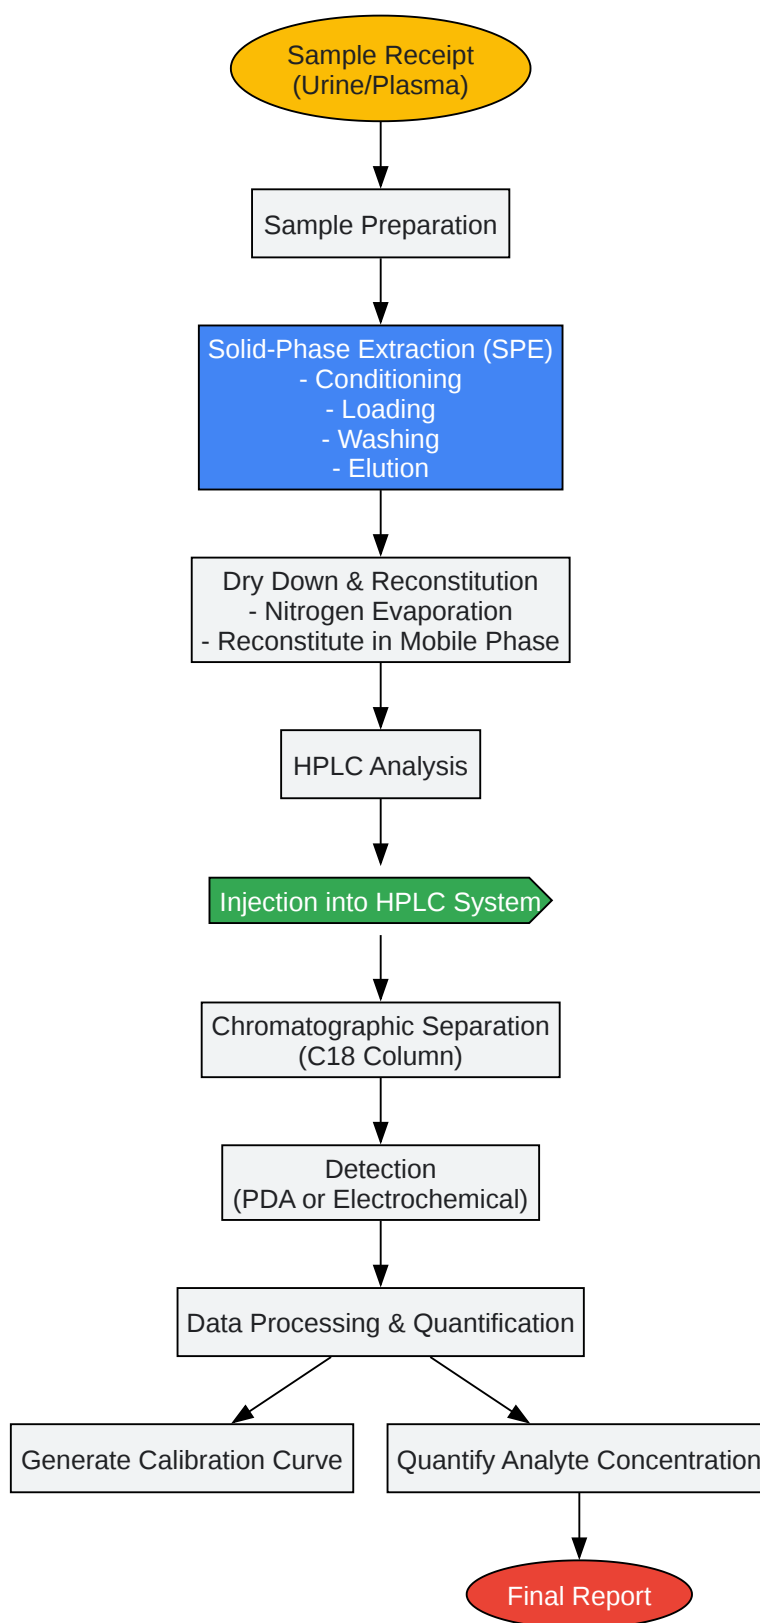 Sample Receipt
(Urine/Plasma)
Sample Preparation
Solid-Phase Extraction (SPE)
- Conditioning
- Loading
- Washing
- Elution
Dry Down & Reconstitution
- Nitrogen Evaporation
- Reconstitute in Mobile Phase
HPLC Analysis
Injection into HPLC System
Chromatographic Separation
(C18 Column)
Detection
(PDA or Electrochemical)
Data Processing & Quantification
Generate Calibration Curve
Quantify Analyte Concentration
Final Report